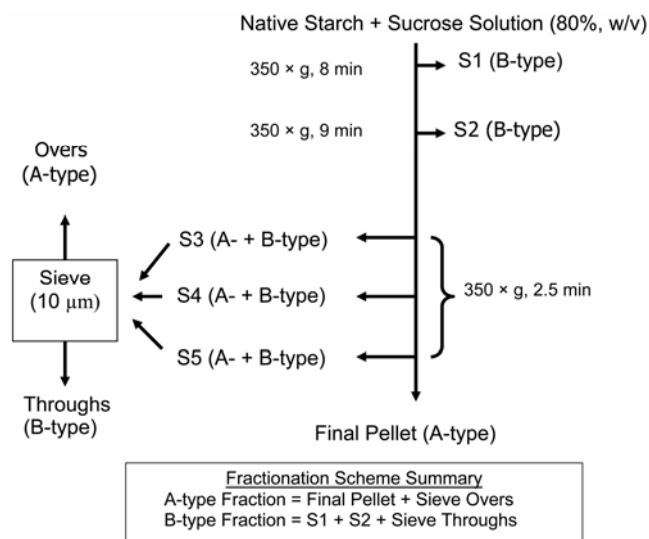 Native Starch + Sucrose Solution (80%, w/v)
350 × g, 8 min
S1 (B-type)
350 × g, 9 min
S2 (B-type)
Overs
(A-type)
S3 (A- + B-type)
Sieve
(10 μm)
S4 (A- + B-type)
350 × g, 2.5 min
S5 (A- + B-type)
Throughs
(B-type)
Final Pellet (A-type)
Fractionation Scheme Summary
A-type Fraction = Final Pellet + Sieve Overs
B-type Fraction = S1 + S2 + Sieve Throughs